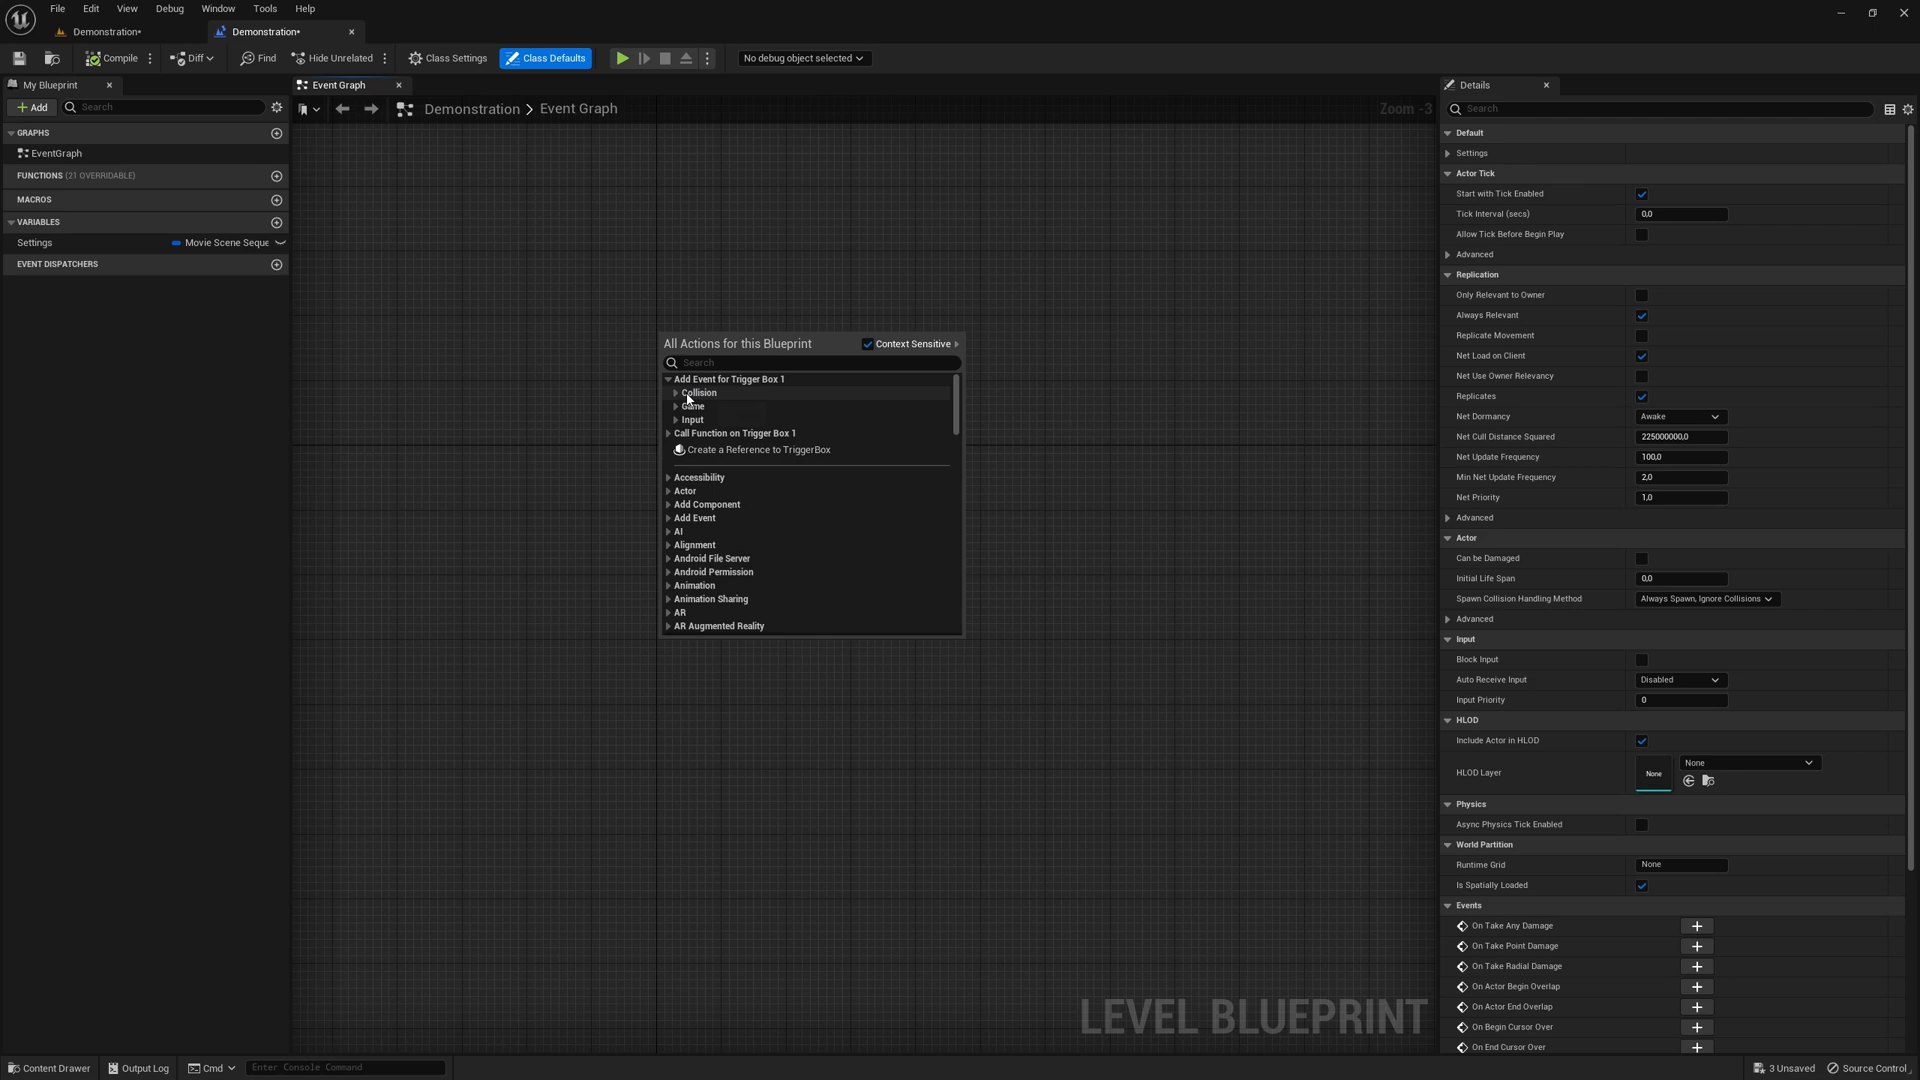 File Edit View Debug Window Tools Help
Demonstration•
Demonstration•
Compile Diff Find Hide Unrelated Class Settings Class Defaults No debug object selected
My Blueprint
Add Search
GRAPHS
EventGraph
FUNCTIONS (21 OVERRIDABLE)
MACROS
VARIABLES
Settings Movie Scene Seque
EVENT DISPATCHERS
Event Graph
Demonstration > Event Graph Zoom -3
All Actions for this Blueprint Context Sensitive
Search
Add Event for Trigger Box 1
Collision
Game
Input
Call Function on Trigger Box 1
Create a Reference to TriggerBox
Accessibility
Actor
Add Component
Add Event
AI
Alignment
Android File Server
Android Permission
Animation
Animation Sharing
AR
AR Augmented Reality
LEVEL BLUEPRINT
Details
Search
Default
Settings
Actor Tick
Start with Tick Enabled
Tick Interval (secs) 0,0
Allow Tick Before Begin Play
Advanced
Replication
Only Relevant to Owner
Always Relevant
Replicate Movement
Net Load on Client
Net Use Owner Relevancy
Replicates
Net Dormancy Awake
Net Cull Distance Squared 225000000,0
Net Update Frequency 100,0
Min Net Update Frequency 2,0
Net Priority 1,0
Advanced
Actor
Can be Damaged
Initial Life Span 0,0
Spawn Collision Handling Method Always Spawn, Ignore Collisions
Advanced
Input
Block Input
Auto Receive Input Disabled
Input Priority 0
HLOD
Include Actor in HLOD
HLOD Layer None None
Physics
Async Physics Tick Enabled
World Partition
Runtime Grid None
Is Spatially Loaded
Events
On Take Any Damage
On Take Point Damage
On Take Radial Damage
On Actor Begin Overlap
On Actor End Overlap
On Begin Cursor Over
On End Cursor Over
Content Drawer Output Log Cmd Enter Console Command 3 Unsaved Source Control